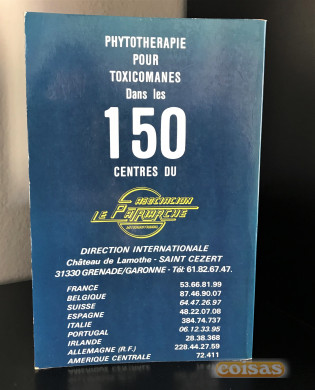 PHYTOTHERAPIE
POUR
TOXICOMANES
Dans les
150
CENTRES DU
ASSOCIATION
LE PATRIARCHE
INTERNATIONAL
DIRECTION INTERNATIONALE
Château de Lamothe - SAINT CEZERT
31330 GRENADE/GARONNE - Tél: 61.82.67.47.
FRANCE 53.66.81.99
BELGIQUE 87.46.90.07
SUISSE 64.47.26.97
ESPAGNE 48.22.07.08
ITALIE 384.74.737
PORTUGAL 06.12.33.95
IRLANDE 28.38.368
ALLEMAGNE (R.F.) 228.44.27.59
AMERIQUE CENTRALE 72.411
coisas